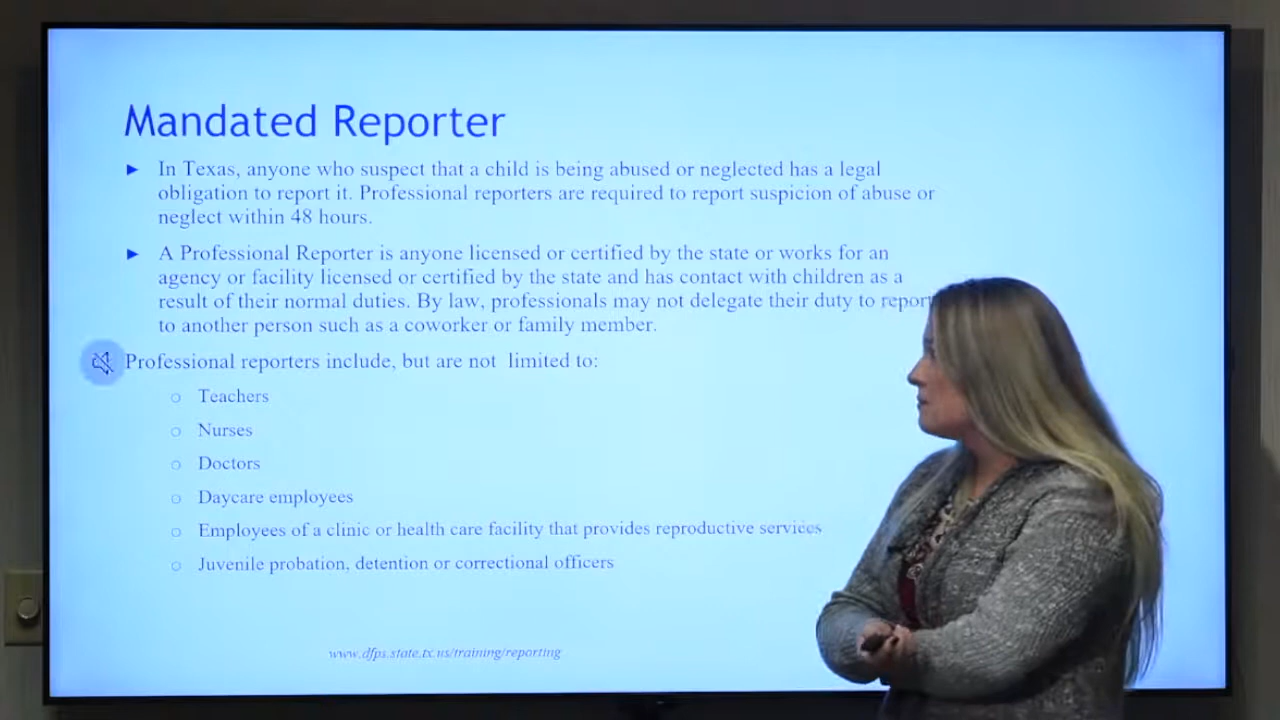 Mandated Reporter
► In Texas, anyone who suspect that a child is being abused or neglected has a legal
obligation to report it. Professional reporters are required to report suspicion of abuse or
neglect within 48 hours.
► A Professional Reporter is anyone licensed or certified by the state or works for an
agency or facility licensed or certified by the state and has contact with children as a
result of their normal duties. By law, professionals may not delegate their duty to report
to another person such as a coworker or family member.
Professional reporters include, but are not limited to:
○ Teachers
○ Nurses
○ Doctors
○ Daycare employees
○ Employees of a clinic or health care facility that provides reproductive services
○ Juvenile probation, detention or correctional officers
www.dfps.state.tx.us/training/reporting